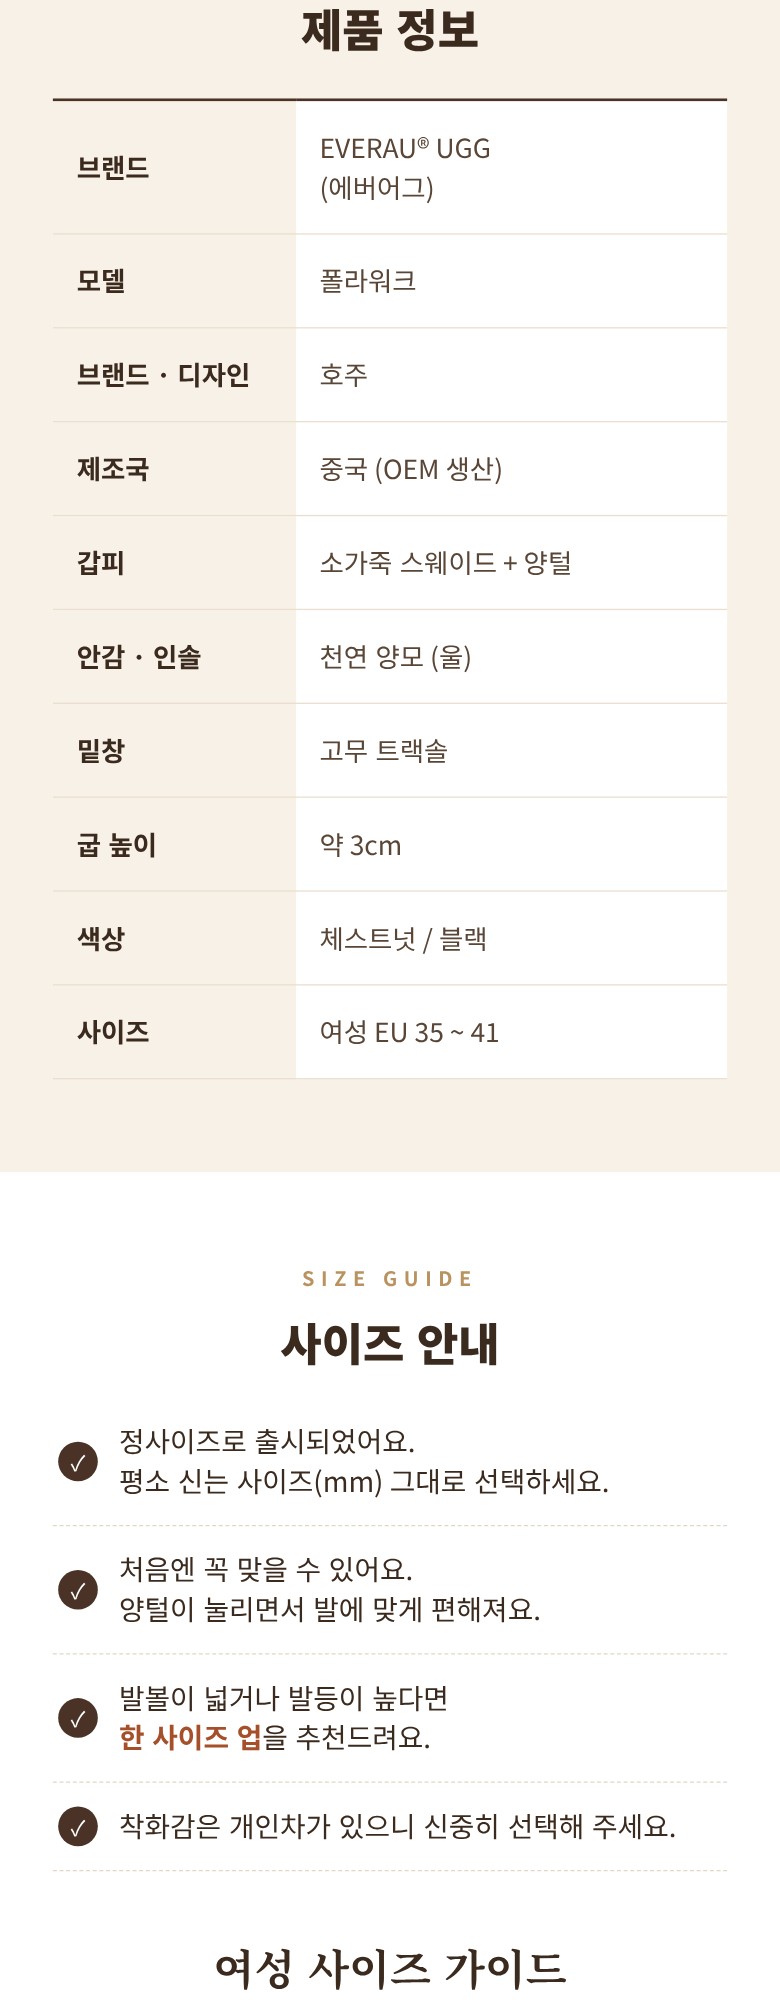 제품 정보
브랜드
EVERAU® UGG
(에버어그)
모델
폴라워크
브랜드 · 디자인
호주
제조국
중국 (OEM 생산)
갑피
소가죽 스웨이드 + 양털
안감 · 인솔
천연 양모 (울)
밑창
고무 트랙솔
굽 높이
약 3cm
색상
체스트넛 / 블랙
사이즈
여성 EU 35 ~ 41
SIZE GUIDE
사이즈 안내
정사이즈로 출시되었어요.
평소 신는 사이즈(mm) 그대로 선택하세요.
처음엔 꼭 맞을 수 있어요.
양털이 눌리면서 발에 맞게 편해져요.
발볼이 넓거나 발등이 높다면
한 사이즈 업을 추천드려요.
착화감은 개인차가 있으니 신중히 선택해 주세요.
여성 사이즈 가이드